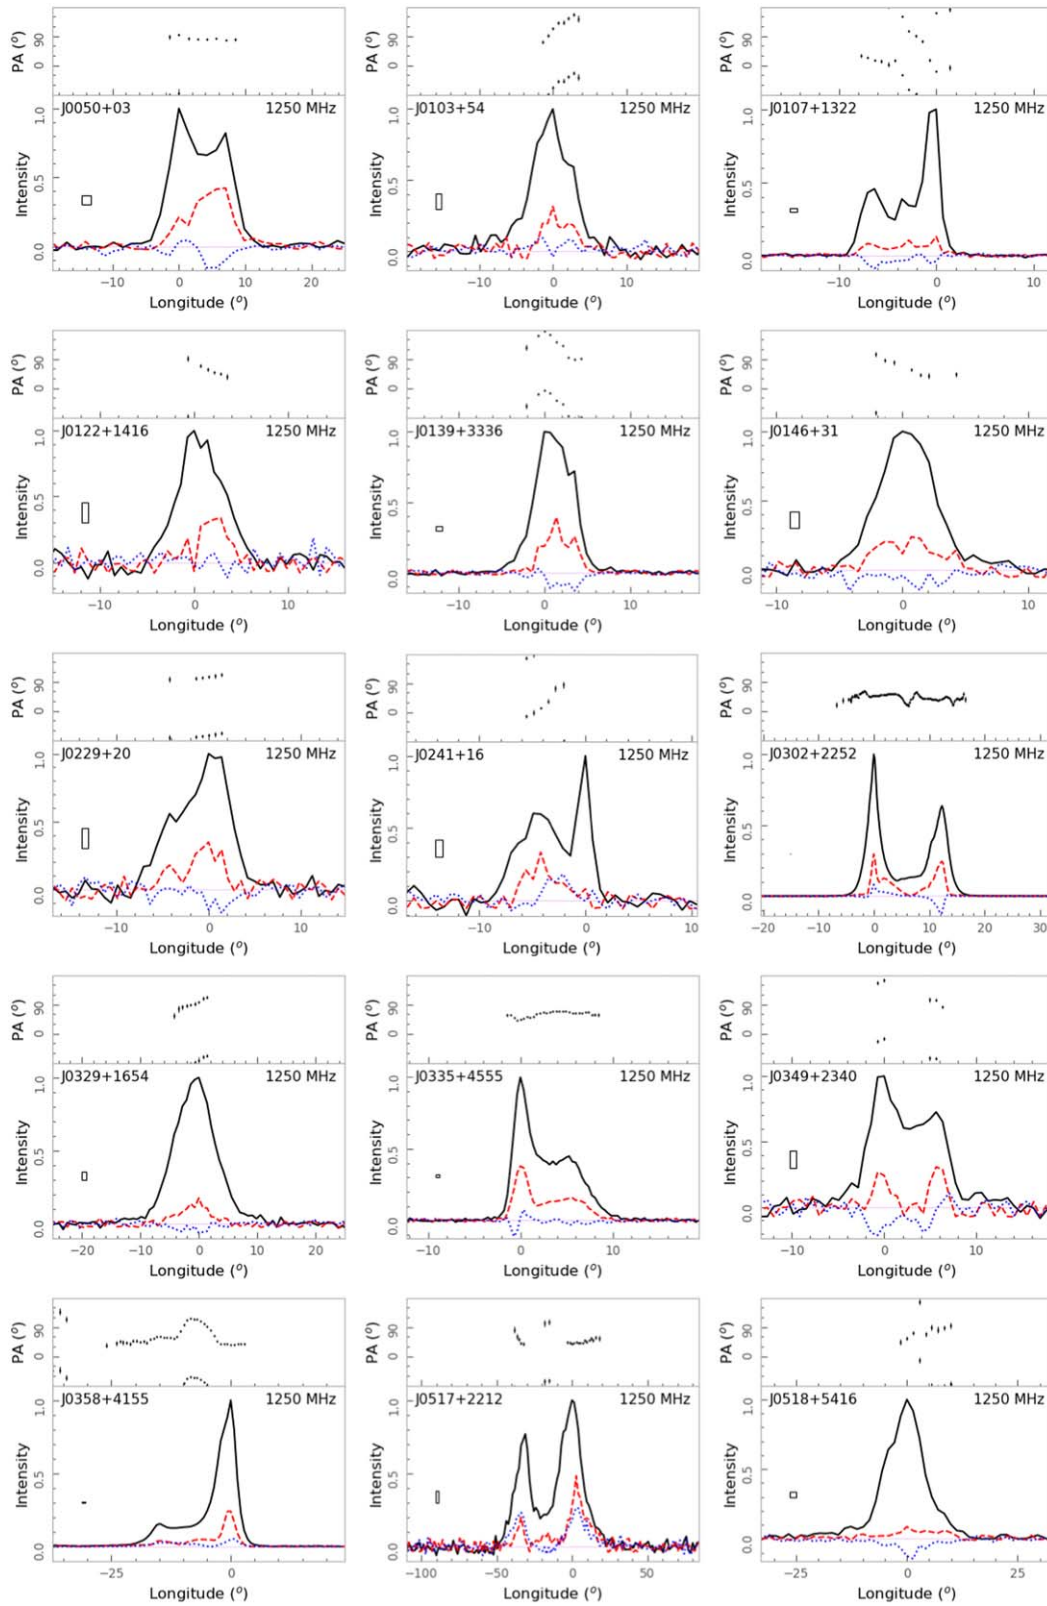 PA (°) 90 0
PA (°) 90 0
PA (°) 90 0
J0050+03 1250 MHz
J0103+54 1250 MHz
J0107+1322 1250 MHz
Intensity 1.0 0.5 0.0
Intensity 1.0 0.5 0.0
Intensity 1.0 0.5 0.0
−10 0 10 20
−10 0 10
−10 0 10
Longitude (°)
Longitude (°)
Longitude (°)
PA (°) 90 0
PA (°) 90 0
PA (°) 90 0
J0122+1416 1250 MHz
J0139+3336 1250 MHz
J0146+31 1250 MHz
Intensity 1.0 0.5 0.0
Intensity 1.0 0.5 0.0
Intensity 1.0 0.5 0.0
−10 0 10
−10 0 10
−10 0 10
Longitude (°)
Longitude (°)
Longitude (°)
PA (°) 90 0
PA (°) 90 0
PA (°) 90 0
J0229+20 1250 MHz
J0241+16 1250 MHz
J0302+2252 1250 MHz
Intensity 1.0 0.5 0.0
Intensity 1.0 0.5 0.0
Intensity 1.0 0.5 0.0
−10 0 10
−10 0 10
−20 −10 0 10 20 30
Longitude (°)
Longitude (°)
Longitude (°)
PA (°) 90 0
PA (°) 90 0
PA (°) 90 0
J0329+1654 1250 MHz
J0335+4555 1250 MHz
J0349+2340 1250 MHz
Intensity 1.0 0.5 0.0
Intensity 1.0 0.5 0.0
Intensity 1.0 0.5 0.0
−20 −10 0 10 20
−10 0 10
−10 0 10
Longitude (°)
Longitude (°)
Longitude (°)
PA (°) 90 0
PA (°) 90 0
PA (°) 90 0
J0358+4155 1250 MHz
J0517+2212 1250 MHz
J0518+5416 1250 MHz
Intensity 1.0 0.5 0.0
Intensity 1.0 0.5 0.0
Intensity 1.0 0.5 0.0
−25 0
−100 −50 0 50
−25 0 25
Longitude (°)
Longitude (°)
Longitude (°)